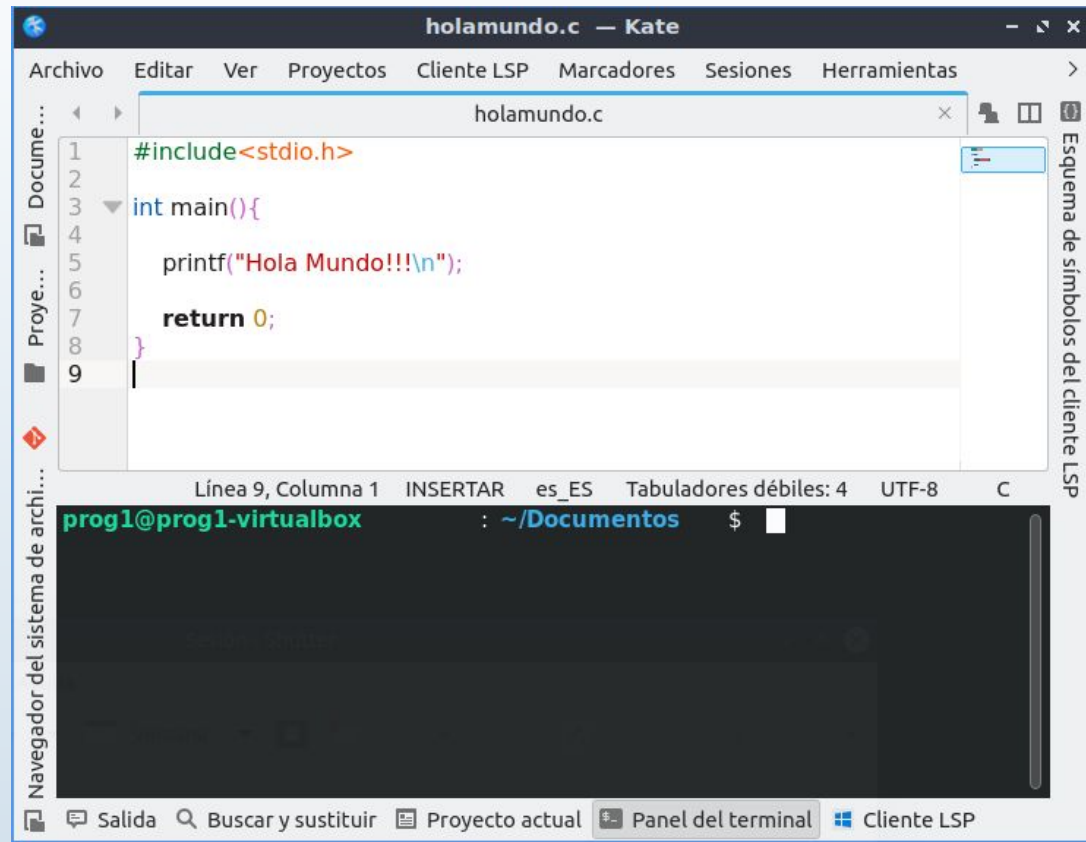 holamundo.c — Kate
Archivo Editar Ver Proyectos Cliente LSP Marcadores Sesiones Herramientas >
holamundo.c
Docume...
Proye...
Navegador del sistema de archi...
1 #include<stdio.h>
2
3 int main(){
4
5 printf("Hola Mundo!!!\n");
6
7 return 0;
8 }
9
Esquema de símbolos del cliente LSP
Línea 9, Columna 1 INSERTAR es_ES Tabuladores débiles: 4 UTF-8 C
prog1@prog1-virtualbox : ~/Documentos $
Salida Buscar y sustituir Proyecto actual Panel del terminal Cliente LSP